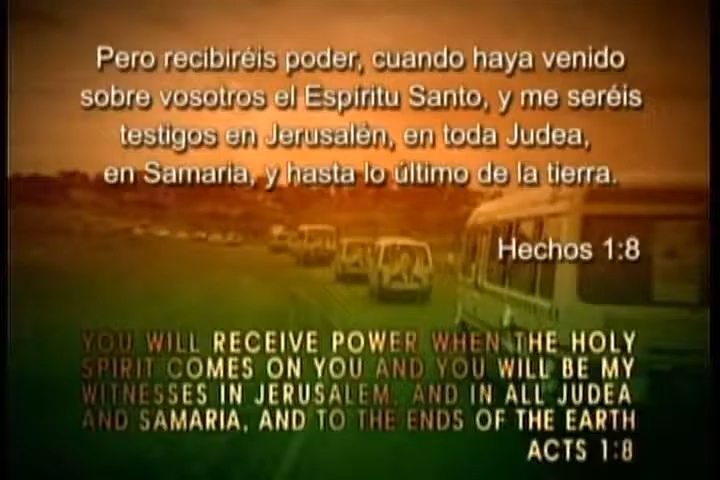 Pero recibiréis poder, cuando haya venido
sobre vosotros el Espíritu Santo, y me seréis
testigos en Jerusalén, en toda Judea,
en Samaria, y hasta lo último de la tierra.
Hechos 1:8
YOU WILL RECEIVE POWER WHEN THE HOLY
SPIRIT COMES ON YOU AND YOU WILL BE MY
WITNESSES IN JERUSALEM, AND IN ALL JUDEA
AND SAMARIA, AND TO THE ENDS OF THE EARTH
ACTS 1:8